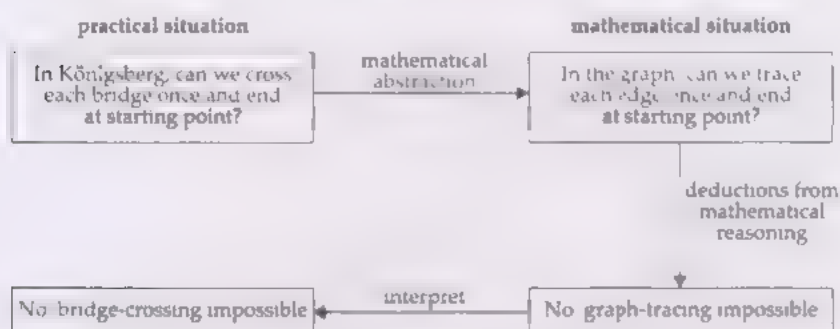 practical situation
mathematical situation
In Königsberg, can we cross
each bridge once and end
at starting point?
mathematical
abstraction
In the graph can we trace
each edge once and end
at starting point?
deductions from
mathematical
reasoning
No bridge-crossing impossible
interpret
No graph-tracing impossible